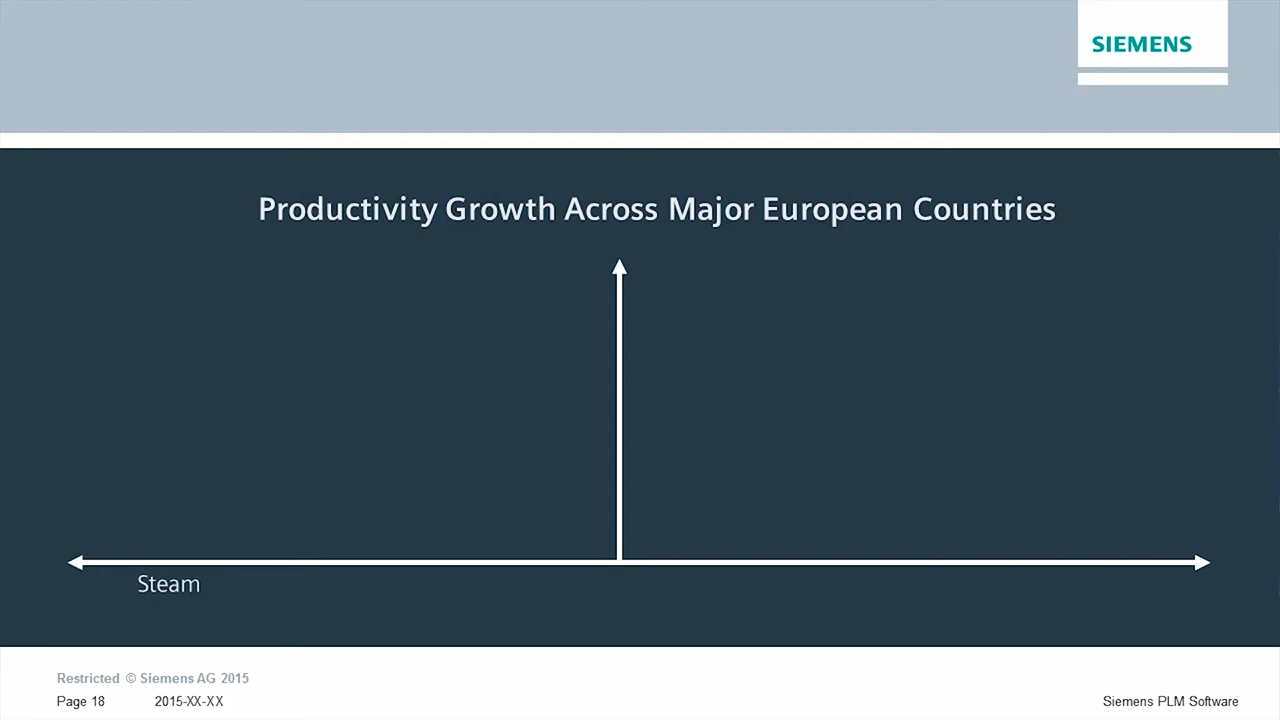 SIEMENS
Productivity Growth Across Major European Countries
Steam
Restricted © Siemens AG 2015
Page 18 2015-XX-XX
Siemens PLM Software